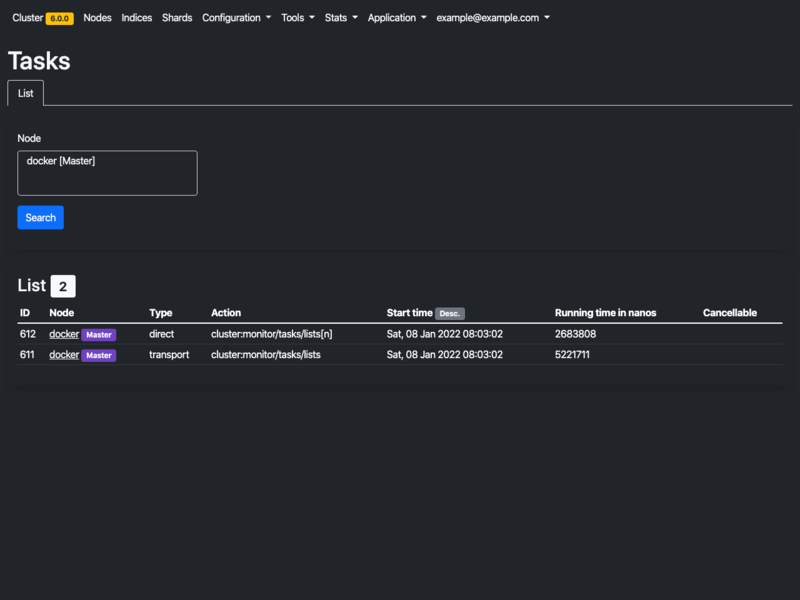 Cluster 6.0.0 Nodes Indices Shards Configuration Tools Stats Application example@example.com
Tasks
List
Node
docker [Master]
Search
List 2
ID Node Type Action Start time Desc. Running time in nanos Cancellable
612 docker Master direct cluster:monitor/tasks/lists[n] Sat, 08 Jan 2022 08:03:02 2683808
611 docker Master transport cluster:monitor/tasks/lists Sat, 08 Jan 2022 08:03:02 5221711